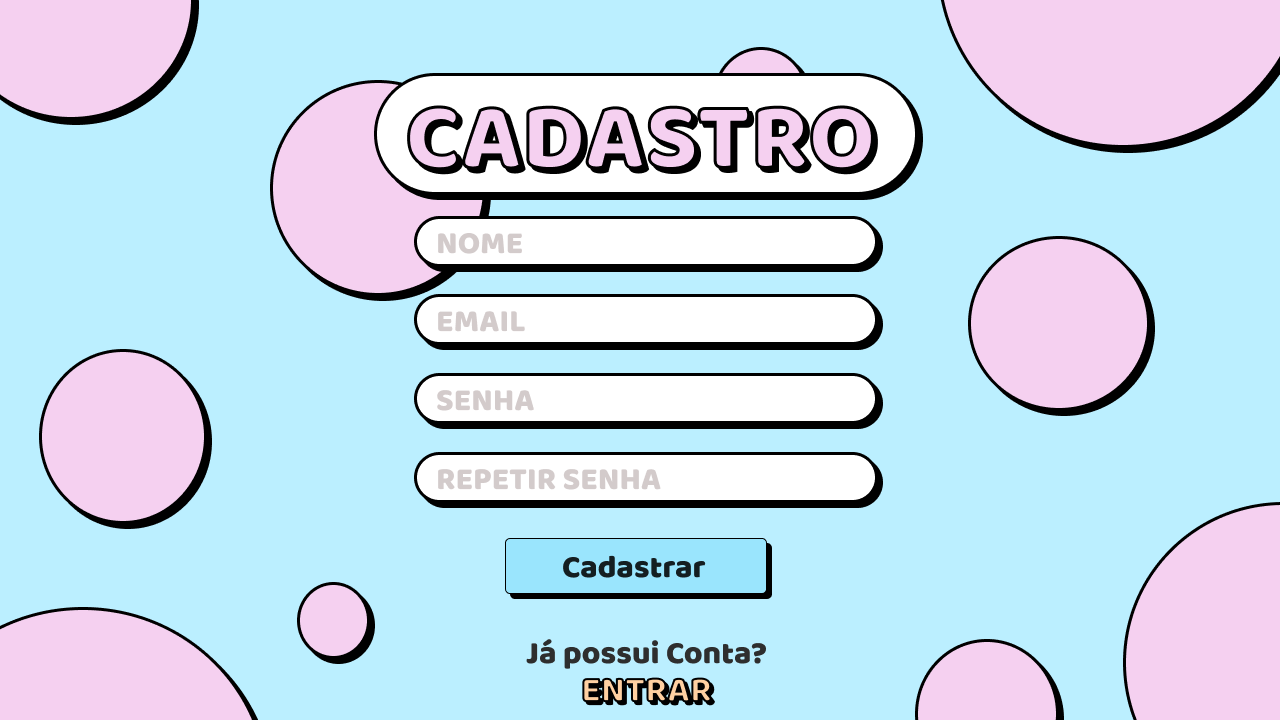 CADASTRO
NOME
EMAIL
SENHA
REPETIR SENHA
Cadastrar
Já possui Conta?
ENTRAR